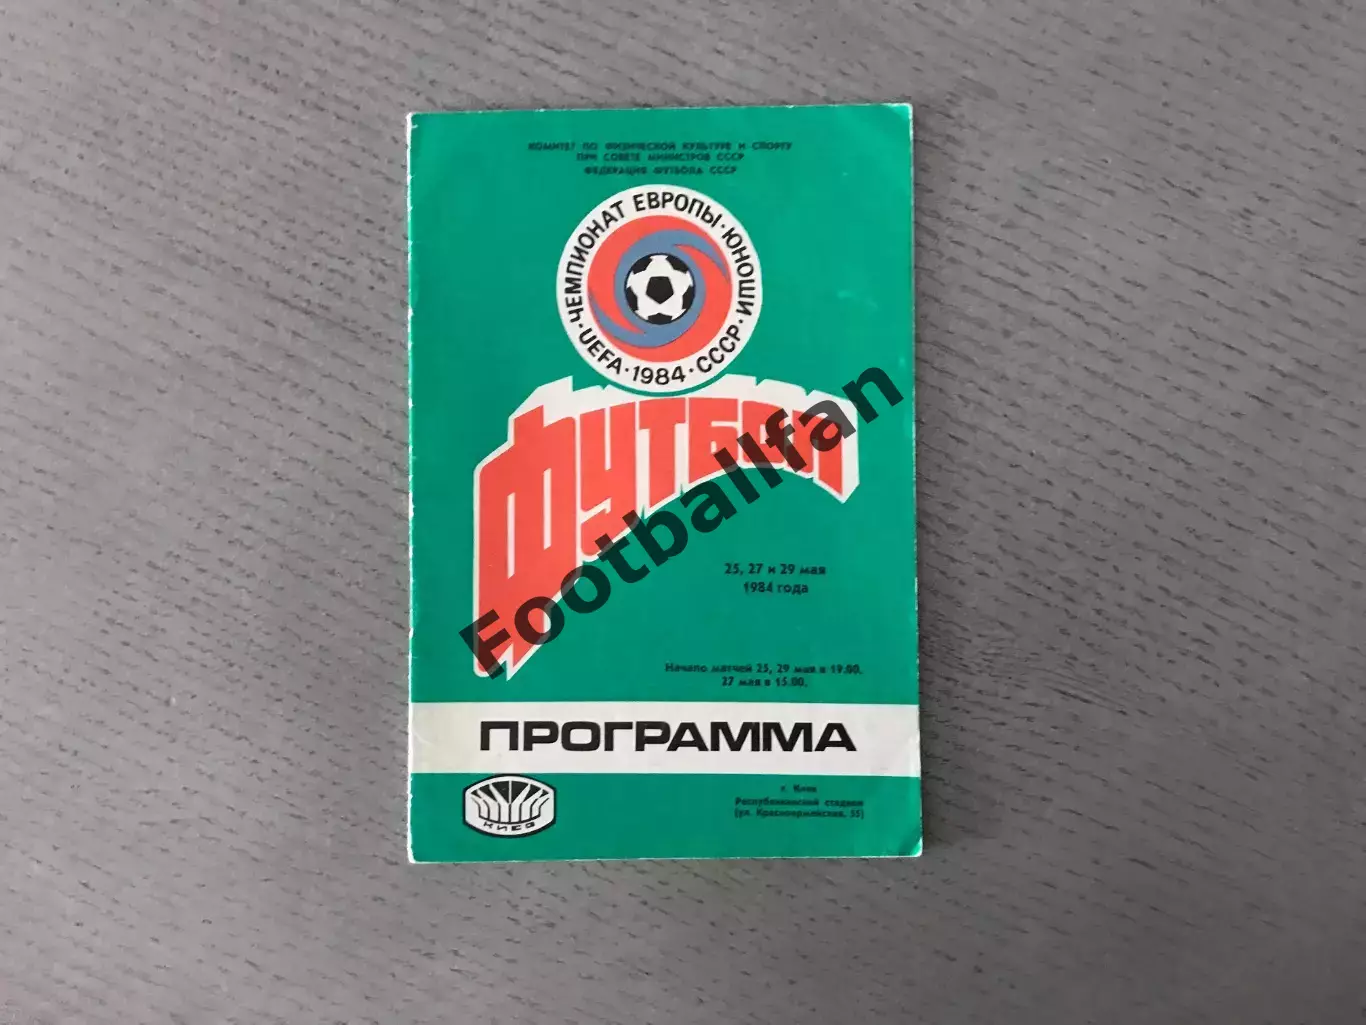 КОМИТЕТ ПО ФИЗИЧЕСКОЙ КУЛЬТУРЕ И СПОРТУ
ПРИ СОВЕТЕ МИНИСТРОВ СССР
ФЕДЕРАЦИЯ ФУТБОЛА СССР
ЧЕМПИОНАТ ЕВРОПЫ · ЮНОШИ · СССР · 1984 · UEFA ·
ФУТБОЛ
Footballfan
25, 27 и 29 мая
1984 года
Начало матчей 25, 29 мая в 19.00,
27 мая в 15.00.
ПРОГРАММА
КИЕВ
г. Киев
Республиканский стадион
(ул. Красноармейская, 55)